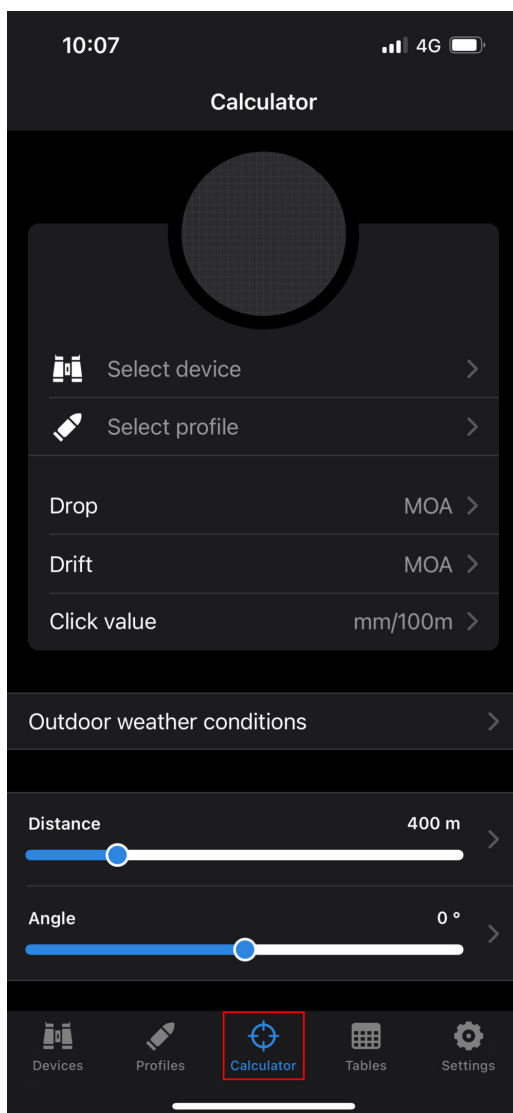 10:07 4G
Calculator
Select device
Select profile
Drop MOA
Drift MOA
Click value mm/100m
Outdoor weather conditions
Distance 400 m
Angle 0 °
Devices Profiles Calculator Tables Settings